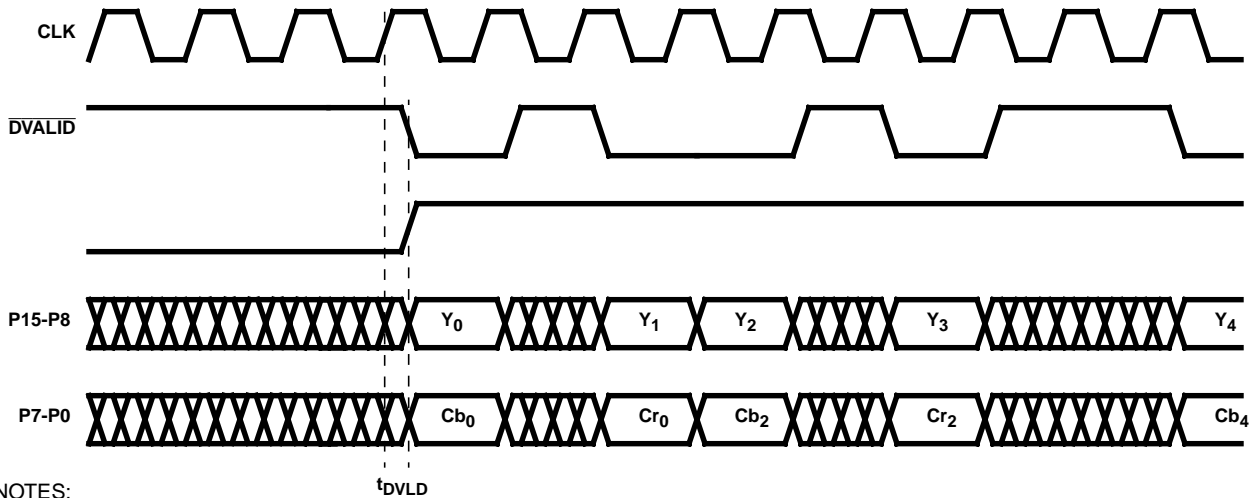 CLK
DVALID
P15-P8 Y0 Y1 Y2 Y3 Y4
P7-P0 Cb0 Cr0 Cb2 Cr2 Cb4
tDVLD
NOTES: